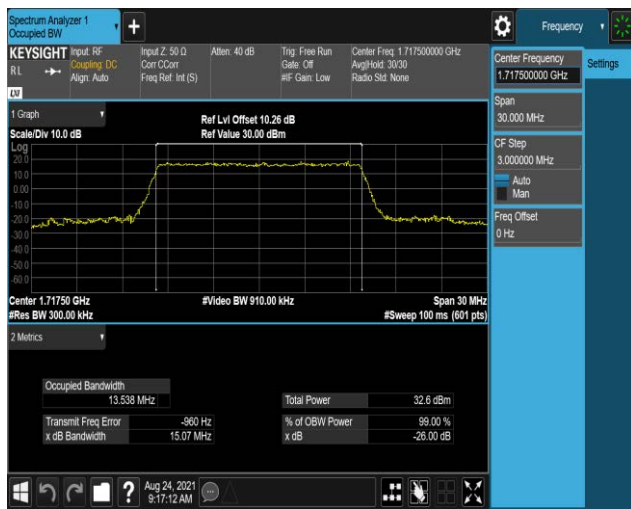 Spectrum Analyzer 1
Occupied BW
Frequency
KEYSIGHT
RL
LXI
Input: RF
Coupling: DC
Align: Auto
Input Z: 50 Ω
Corr CCorr
Freq Ref: Int (S)
Atten: 40 dB
Trig: Free Run
Gate: Off
#IF Gain: Low
Center Freq: 1.717500000 GHz
Avg|Hold: 30/30
Radio Std: None
Center Frequency
1.717500000 GHz
Settings
Span
30.000 MHz
CF Step
3.000000 MHz
Auto
Man
Freq Offset
0 Hz
1 Graph
Scale/Div 10.0 dB
Ref Lvl Offset 10.26 dB
Ref Value 30.00 dBm
Log
20.0
10.0
0.00
-10.0
-20.0
-30.0
-40.0
-50.0
-60.0
Center 1.71750 GHz
#Video BW 910.00 kHz
Span 30 MHz
#Res BW 300.00 kHz
#Sweep 100 ms (601 pts)
2 Metrics
Occupied Bandwidth
13.538 MHz
Total Power 32.6 dBm
Transmit Freq Error -960 Hz
% of OBW Power 99.00 %
x dB Bandwidth 15.07 MHz
x dB -26.00 dB
?
Aug 24, 2021
9:17:12 AM